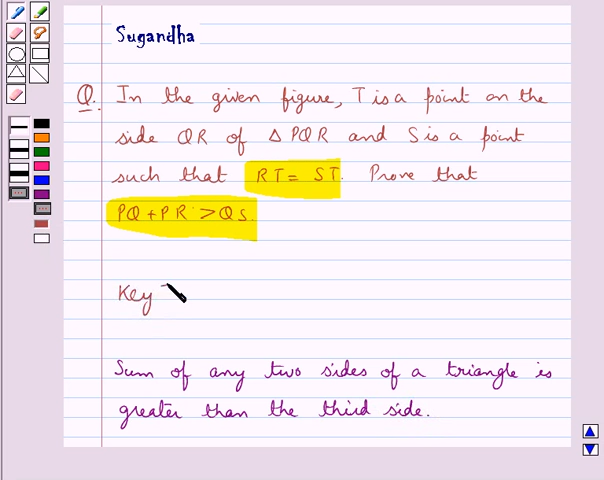 Sugandha
Q. In the given figure, T is a point on the
side QR of Δ PQR and S is a point
such that RT = ST. Prove that
PQ + PR > QS.
Key
Sum of any two sides of a triangle is
greater than the third side.